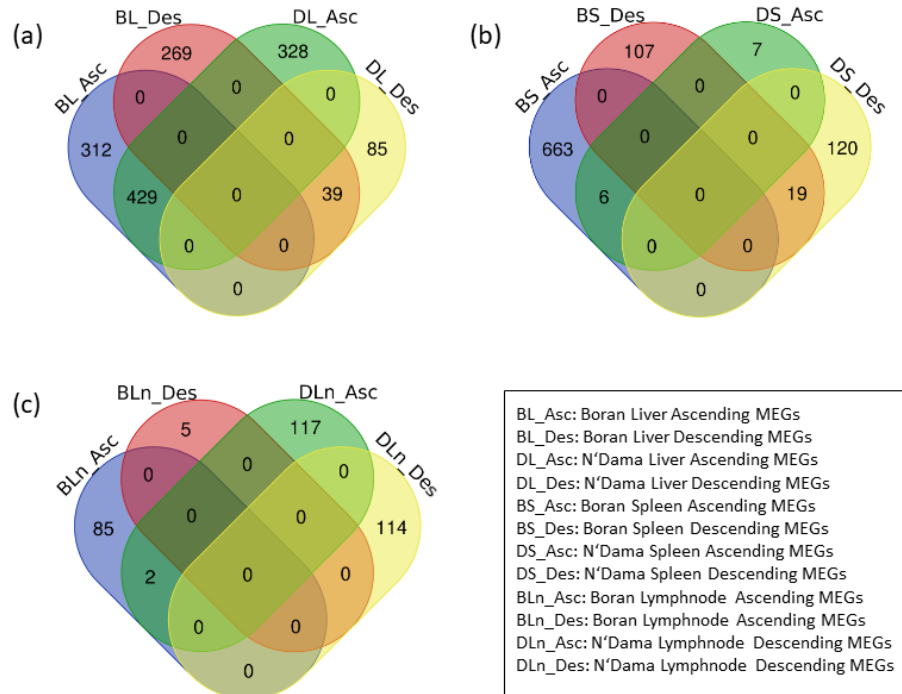 (a)
BL_Des
DL_Asc
BL_Asc
DL_Des
269
328
0
0
0
312
0
0
85
429
0
39
0
0
0
(b)
BS_Des
DS_Asc
BS_Asc
DS_Des
107
7
0
0
0
663
0
0
120
6
0
19
0
0
0
(c)
BLn_Des
DLn_Asc
BLn_Asc
DLn_Des
5
117
0
0
0
85
0
0
114
2
0
0
0
0
0
BL_Asc: Boran Liver Ascending MEGs
BL_Des: Boran Liver Descending MEGs
DL_Asc: N‘Dama Liver Ascending MEGs
DL_Des: N‘Dama Liver Descending MEGs
BS_Asc: Boran Spleen Ascending MEGs
BS_Des: Boran Spleen Descending MEGs
DS_Asc: N‘Dama Spleen Ascending MEGs
DS_Des: N‘Dama Spleen Descending MEGs
BLn_Asc: Boran Lymphnode Ascending MEGs
BLn_Des: Boran Lymphnode Ascending MEGs
DLn_Asc: N‘Dama Lymphnode Descending MEGs
DLn_Des: N‘Dama Lymphnode Descending MEGs